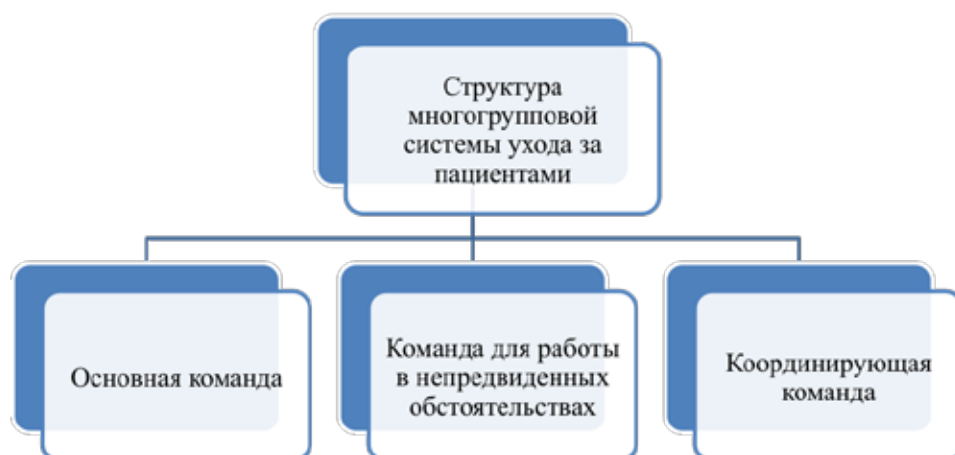 Структура
многогрупповой
системы ухода за
пациентами
Основная команда
Команда для работы
в непредвиденных
обстоятельствах
Координирующая
команда